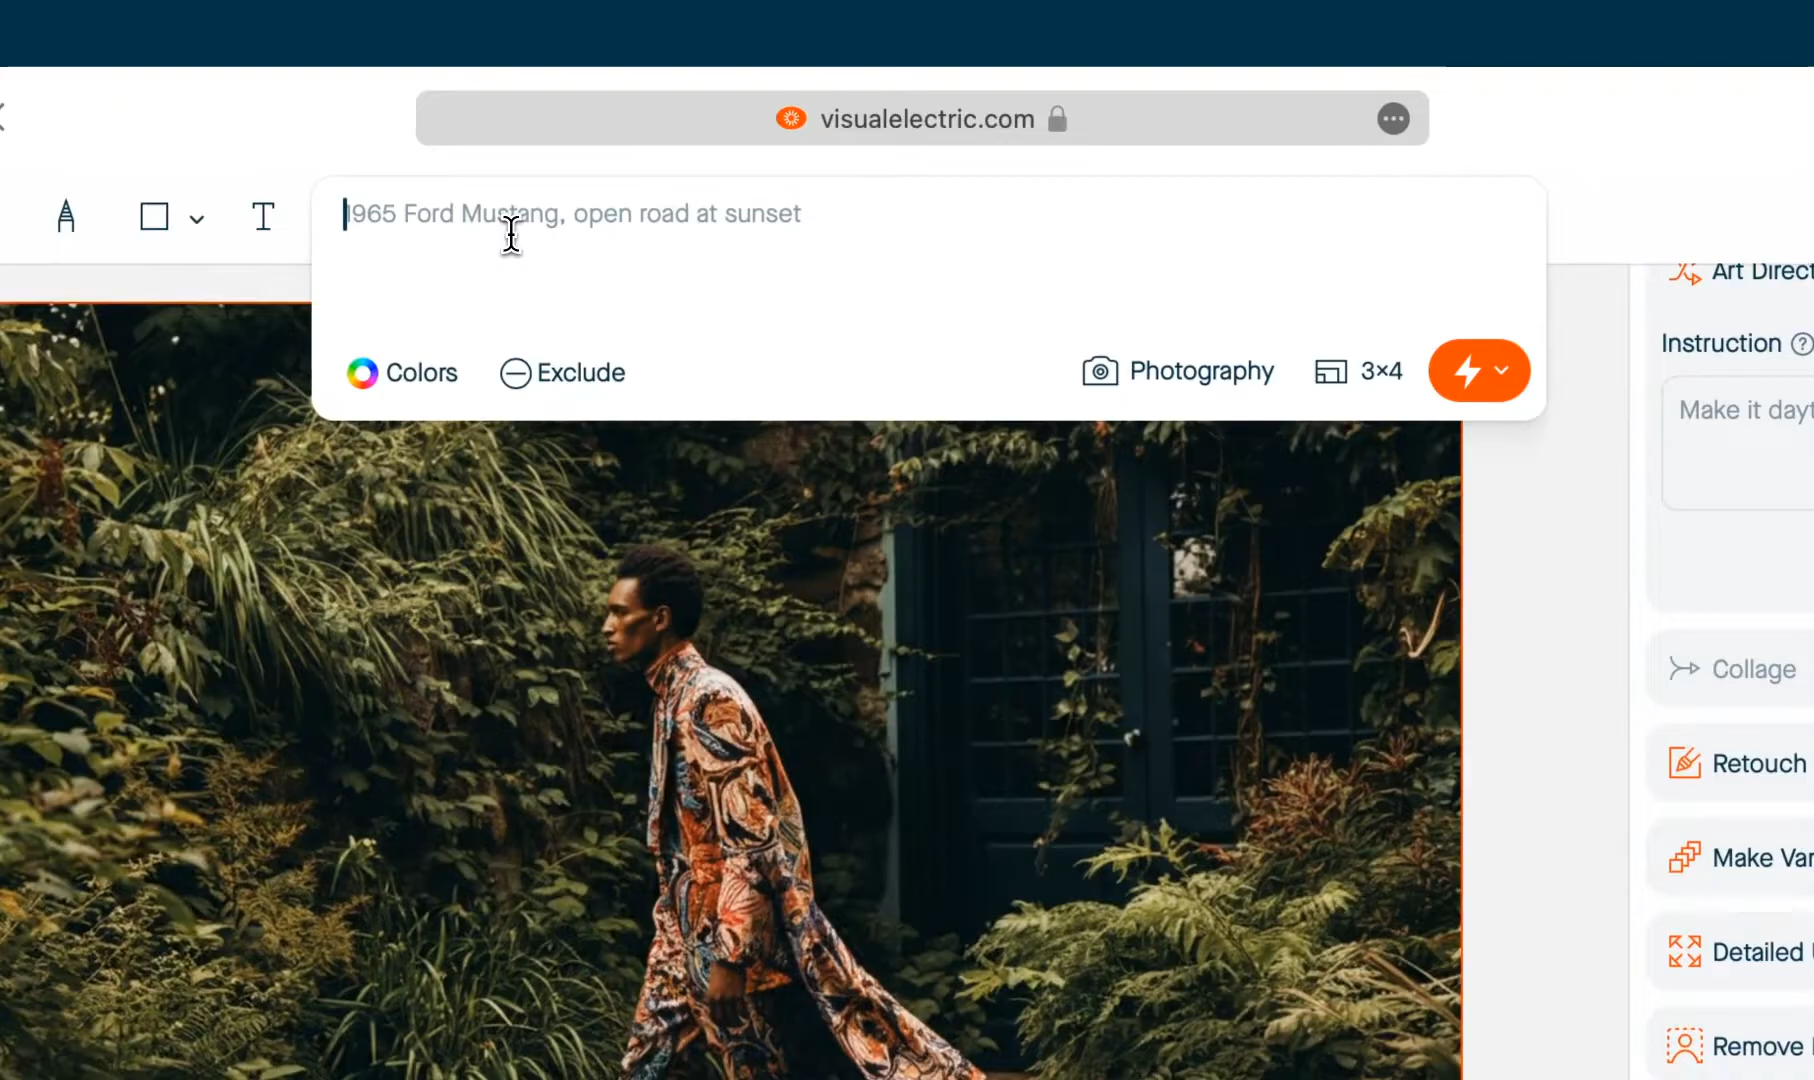 visualelectric.com
1965 Ford Mustang, open road at sunset
Colors
Exclude
Photography
3×4
Art Direct
Instruction
Make it dayt
Collage
Retouch
Make Var
Detailed
Remove